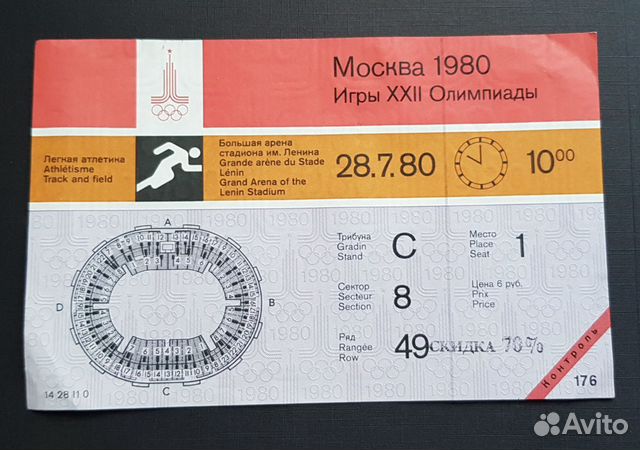 Москва 1980
Игры XXII Олимпиады
Легкая атлетика
Athlétisme
Track and field
Большая арена
стадиона им. Ленина
Grande arène du Stade
Lénin
Grand Arena of the
Lenin Stadium
28.7.80
10⁰⁰
A
B
C
D
Трибуна
Gradin
Stand
C
Место
Place
Seat
1
Сектор
Secteur
Section
8
Цена 6 руб.
Prix
Price
Ряд
Rangée
Row
49
СКИДКА 70%
Контроль
14 28 11 0
176
Avito